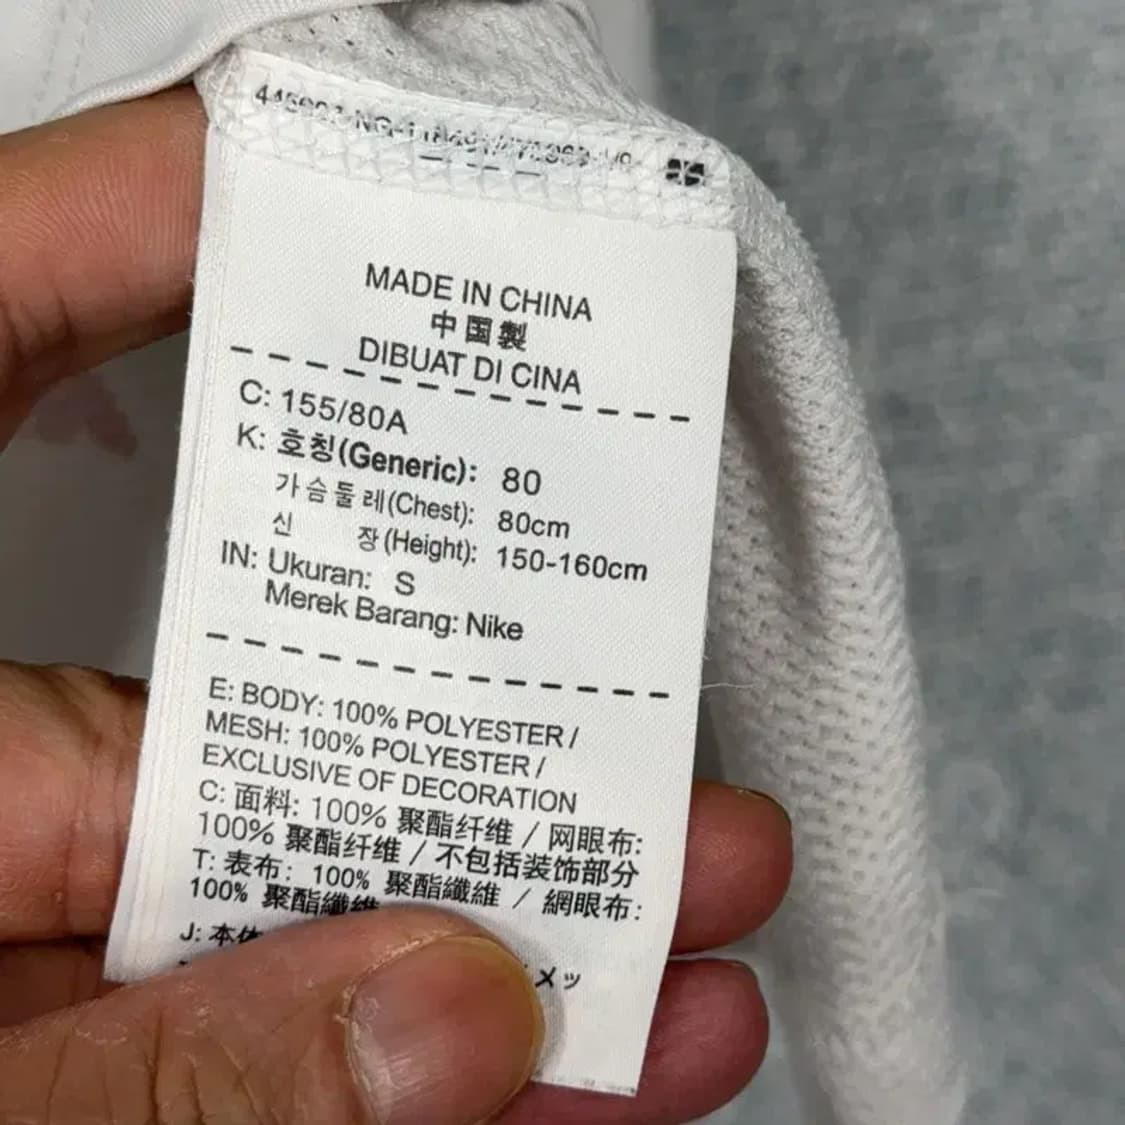 MADE IN CHINA
中国製
DIBUAT DI CINA
C: 155/80A
K: 호칭(Generic): 80
가슴둘레(Chest): 80cm
신 장(Height): 150-160cm
IN: Ukuran: S
Merek Barang: Nike
E: BODY: 100% POLYESTER /
MESH: 100% POLYESTER /
EXCLUSIVE OF DECORATION
C: 面料: 100% 聚酯纤维 / 网眼布:
100% 聚酯纤维 / 不包括装饰部分
T: 表布: 100% 聚酯纖維 / 網眼布:
100% 聚酯纖維
J: 本体
メッ